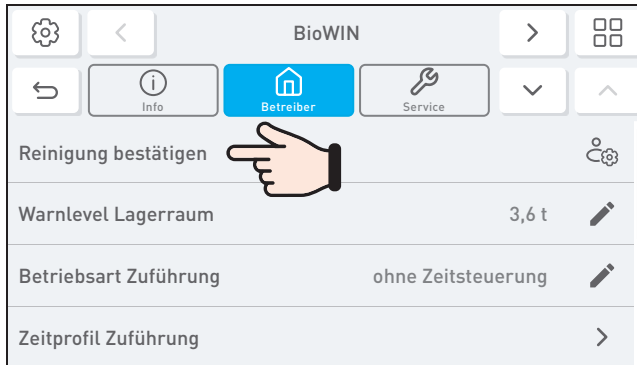 BioWIN
Info
Betreiber
Service
Reinigung bestätigen
Warnlevel Lagerraum 3,6 t
Betriebsart Zuführung ohne Zeitsteuerung
Zeitprofil Zuführung